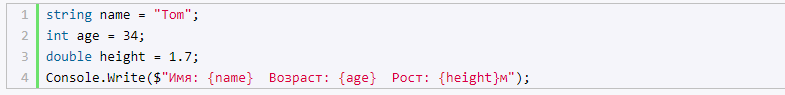 1 string name = "Tom";
2 int age = 34;
3 double height = 1.7;
4 Console.Write($"Имя: {name}  Возраст: {age}  Рост: {height}м");